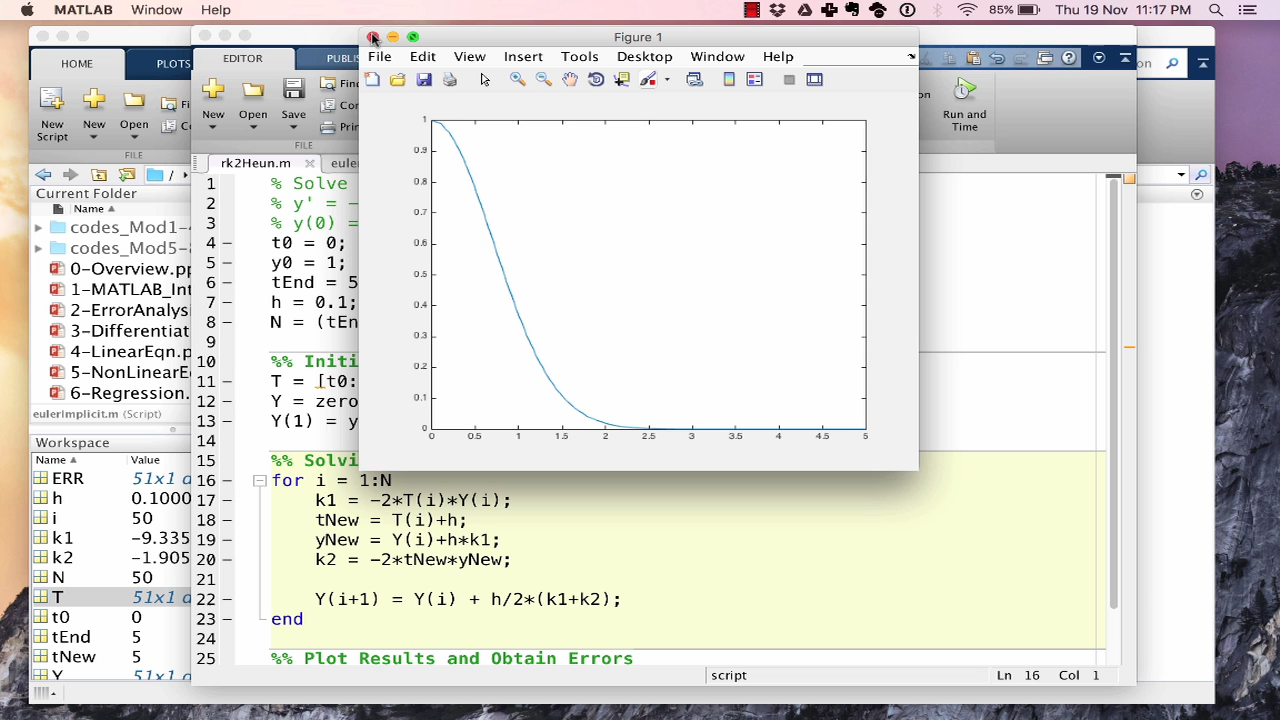 MATLAB Window Help 85% Thu 19 Nov 11:17 PM
HOME PLOTS
EDITOR PUBLIS
Figure 1
File Edit View Insert Tools Desktop Window Help
New Script
New
Open
FILE
New
Open
Save
Fin
Con
Prin
FILE
Run and Time
rk2Heun.m
Current Folder
Name
codes_Mod1-4
codes_Mod5-8
0-Overview.pp
1-MATLAB_Int
2-ErrorAnalysi
3-Differentiat
4-LinearEqn.p
5-NonLinearE
6-Regression.
eulerImplicit.m (Script)
Workspace
Name Value
ERR 51x1 d
h 0.1000
i 50
k1 -9.335
k2 -1.905
N 50
T 51x1 d
t0 0
tEnd 5
tNew 5
Y
1
0.9
0.8
0.7
0.6
0.5
0.4
0.3
0.2
0.1
0
0 0.5 1 1.5 2 2.5 3 3.5 4 4.5 5
1 % Solve
2 % y' = -
3 % y(0) =
4 t0 = 0;
5 y0 = 1;
6 tEnd = 5
7 h = 0.1;
8 N = (tEn
9
10 %% Initi
11 T = [t0:
12 Y = zero
13 Y(1) = y
14
15 %% Solvi
16 for i = 1:N
17 k1 = -2*T(i)*Y(i);
18 tNew = T(i)+h;
19 yNew = Y(i)+h*k1;
20 k2 = -2*tNew*yNew;
21
22 Y(i+1) = Y(i) + h/2*(k1+k2);
23 end
24
25 %% Plot Results and Obtain Errors
script Ln 16 Col 1